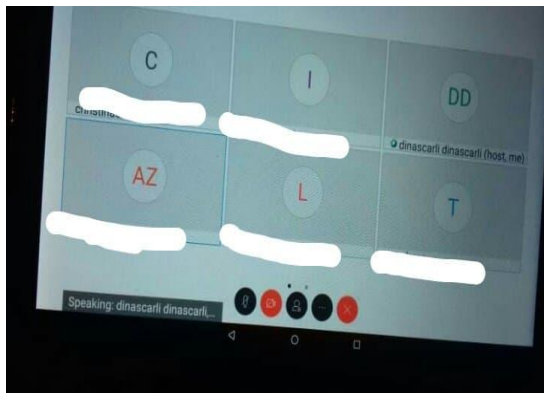 C
I
DD
dinascarli dinascarli (host, me)
AZ
L
T
Speaking: dinascarli dinascarli,...